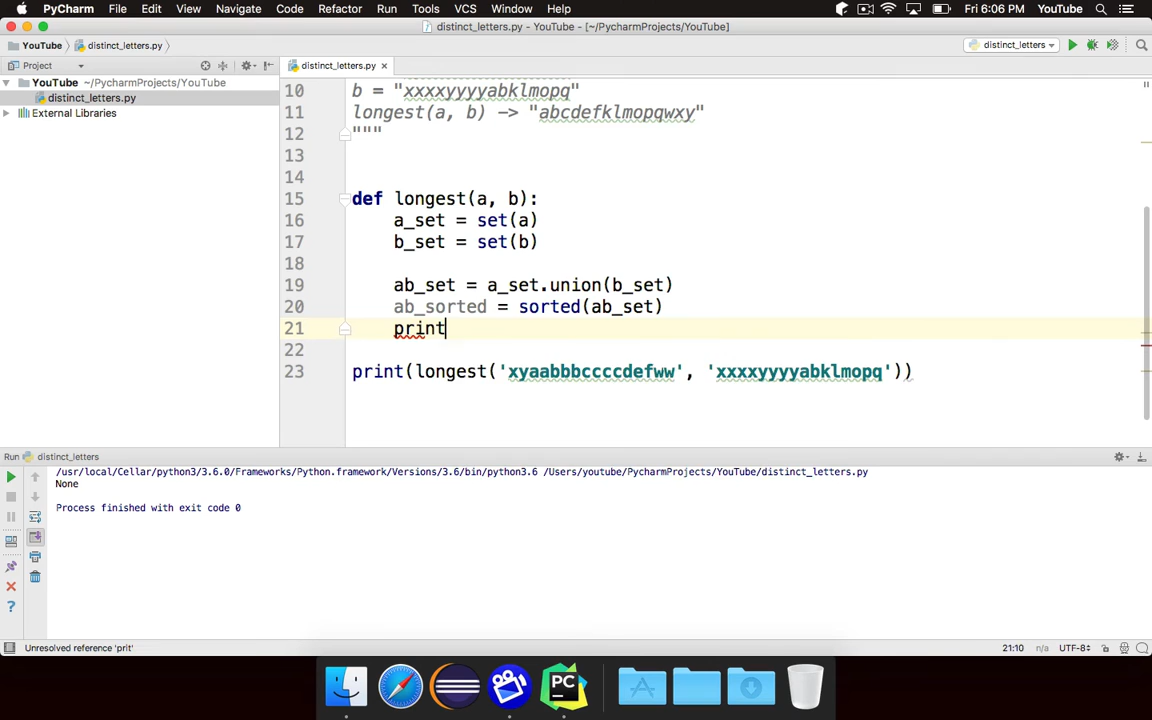 PyCharm File Edit View Navigate Code Refactor Run Tools VCS Window Help Fri 6:06 PM YouTube
distinct_letters.py - YouTube - [~/PycharmProjects/YouTube]
YouTube distinct_letters.py distinct_letters
Project distinct_letters.py
YouTube ~/PycharmProjects/YouTube
distinct_letters.py
External Libraries
10 b = "xxxxyyyyabklmopq"
11 longest(a, b) -> "abcdefklmopqwxy"
12 """
13
14
15 def longest(a, b):
16 a_set = set(a)
17 b_set = set(b)
18
19 ab_set = a_set.union(b_set)
20 ab_sorted = sorted(ab_set)
21 print
22
23 print(longest('xyaabbbccccdefww', 'xxxxyyyyabklmopq'))
Run distinct_letters
/usr/local/Cellar/python3/3.6.0/Frameworks/Python.framework/Versions/3.6/bin/python3.6 /Users/youtube/PycharmProjects/YouTube/distinct_letters.py
None
Process finished with exit code 0
Unresolved reference 'prit' 21:10 n/a UTF-8
PC